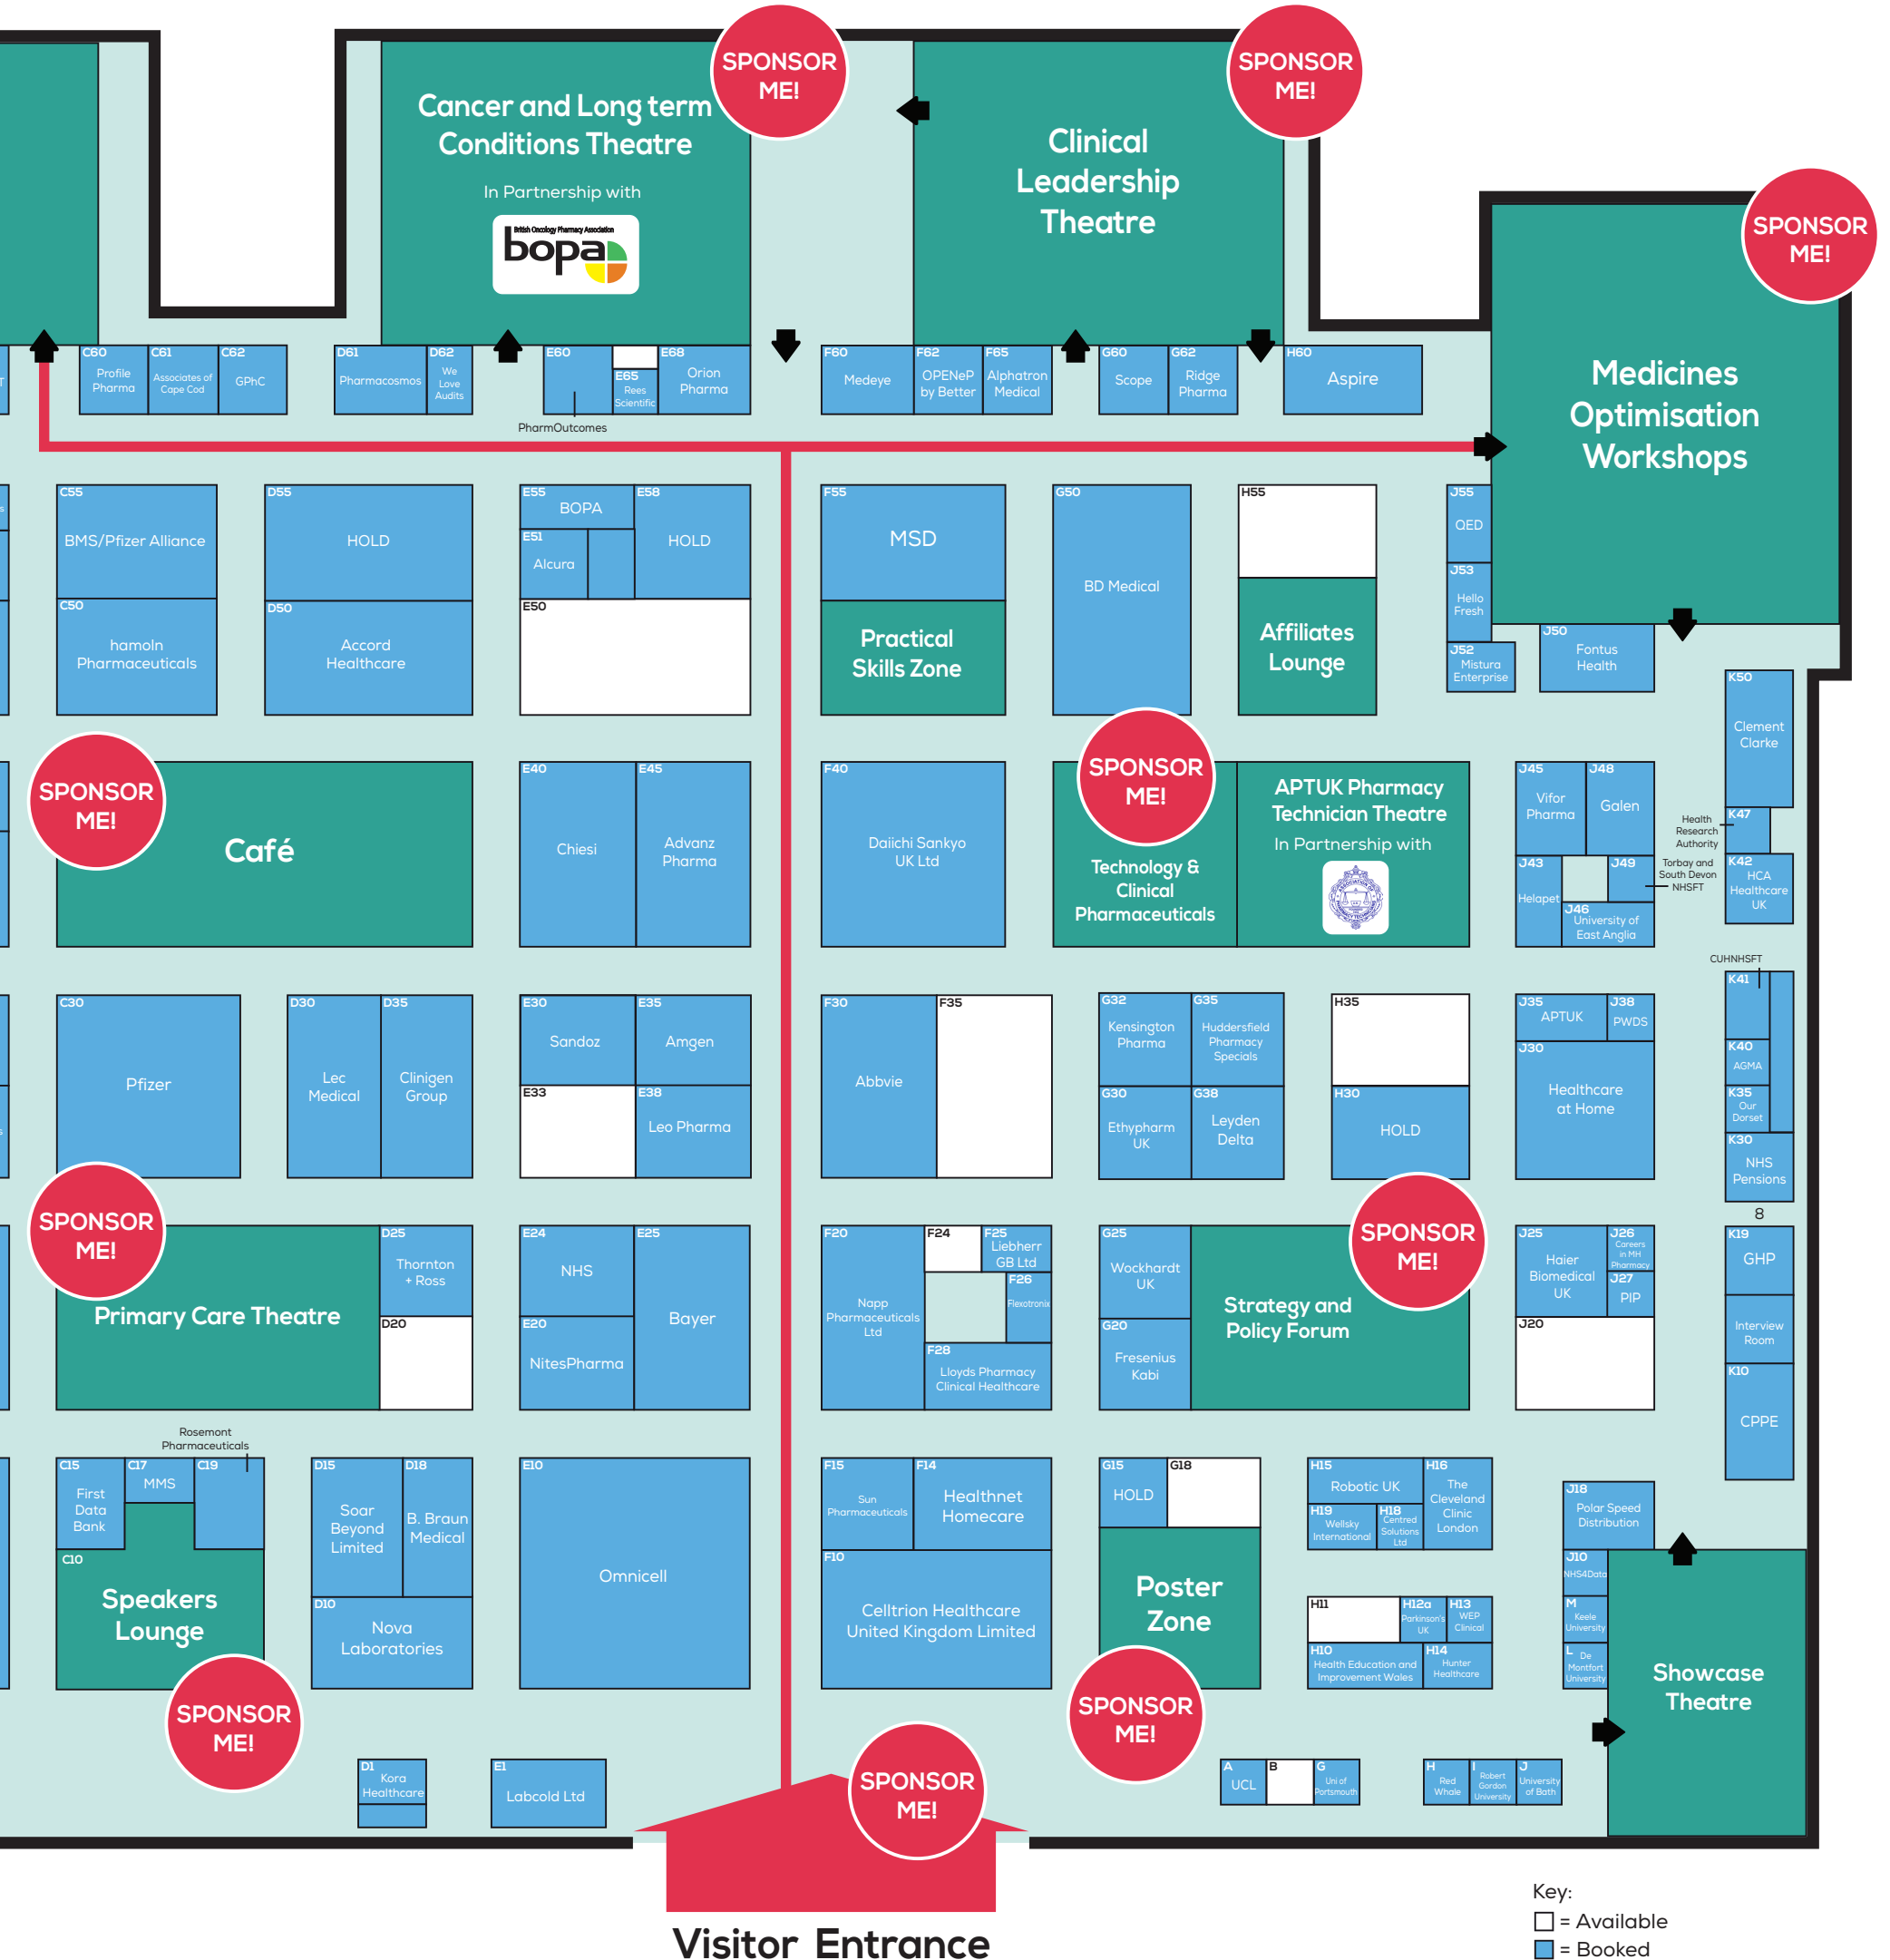 SPONSOR
ME!
SPONSOR
ME!
SPONSOR
ME!
Cancer and Long term
Conditions Theatre
In Partnership with
British Oncology Pharmacy Association
bopa
Clinical
Leadership
Theatre
Medicines
Optimisation
Workshops
T
C60
Profile
Pharma
C61
Associates of
Cape Cod
C62
GPhC
D61
Pharmacosmos
D62
We
Love
Audits
E60
PharmOutcomes
E65
Rees
Scientific
E68
Orion
Pharma
F60
Medeye
F62
OPENeP
by Better
F65
Alphatron
Medical
G60
Scope
G62
Ridge
Pharma
H60
Aspire
s
C55
BMS/Pfizer Alliance
C50
hamoln
Pharmaceuticals
D55
HOLD
D50
Accord
Healthcare
E55
BOPA
E58
HOLD
E51
Alcura
E50
F55
MSD
Practical
Skills Zone
G50
BD Medical
H55
Affiliates
Lounge
J55
QED
J53
Hello
Fresh
J52
Mistura
Enterprise
J50
Fontus
Health
K50
Clement
Clarke
SPONSOR
ME!
Café
E40
Chiesi
E45
Advanz
Pharma
F40
Daiichi Sankyo
UK Ltd
SPONSOR
ME!
Technology &
Clinical
Pharmaceuticals
APTUK Pharmacy
Technician Theatre
In Partnership with
J45
Vifor
Pharma
J48
Galen
J43
Helapet
J49
Torbay and
South Devon
NHSFT
J46
University of
East Anglia
Health
Research
Authority
K47
K42
HCA
Healthcare
UK
CUHNHSFT
K41
K40
AGMA
K35
Our
Dorset
K30
NHS
Pensions
8
s
C30
Pfizer
D30
Lec
Medical
D35
Clinigen
Group
E30
Sandoz
E35
Amgen
E33
E38
Leo Pharma
F30
Abbvie
F35
G32
Kensington
Pharma
G35
Huddersfield
Pharmacy
Specials
G30
Ethypharm
UK
G38
Leyden
Delta
H35
H30
HOLD
J35
APTUK
J38
PWDS
J30
Healthcare
at Home
SPONSOR
ME!
Primary Care Theatre
D25
Thornton
+ Ross
D20
E24
NHS
E25
Bayer
E20
NitesPharma
F20
Napp
Pharmaceuticals
Ltd
F24
F25
Liebherr
GB Ltd
F26
Flexotronix
F28
Lloyds Pharmacy
Clinical Healthcare
G25
Wockhardt
UK
G20
Fresenius
Kabi
Strategy and
Policy Forum
SPONSOR
ME!
J25
Haier
Biomedical
UK
J26
Careers
in MH
Pharmacy
J27
PIP
J20
K19
GHP
Interview
Room
K10
CPPE
Rosemont
Pharmaceuticals
C15
First
Data
Bank
C17
MMS
C19
C10
Speakers
Lounge
SPONSOR
ME!
D15
Soar
Beyond
Limited
D18
B. Braun
Medical
D10
Nova
Laboratories
E10
Omnicell
F15
Sun
Pharmaceuticals
F14
Healthnet
Homecare
F10
Celltrion Healthcare
United Kingdom Limited
G15
HOLD
G18
Poster
Zone
SPONSOR
ME!
H15
Robotic UK
H16
The
Cleveland
Clinic
London
H19
Wellsky
International
H18
Centred
Solutions
Ltd
H11
H12a
Parkinson's
UK
H13
WEP
Clinical
H10
Health Education and
Improvement Wales
H14
Hunter
Healthcare
J18
Polar Speed
Distribution
J10
NHS4Data
M
Keele
University
L
De
Montfort
University
Showcase
Theatre
D1
Kora
Healthcare
E1
Labcold Ltd
SPONSOR
ME!
A
UCL
B
G
Uni of
Portsmouth
H
Red
Whale
I
Robert
Gordon
University
J
University
of Bath
Visitor Entrance
Key:
= Available
= Booked